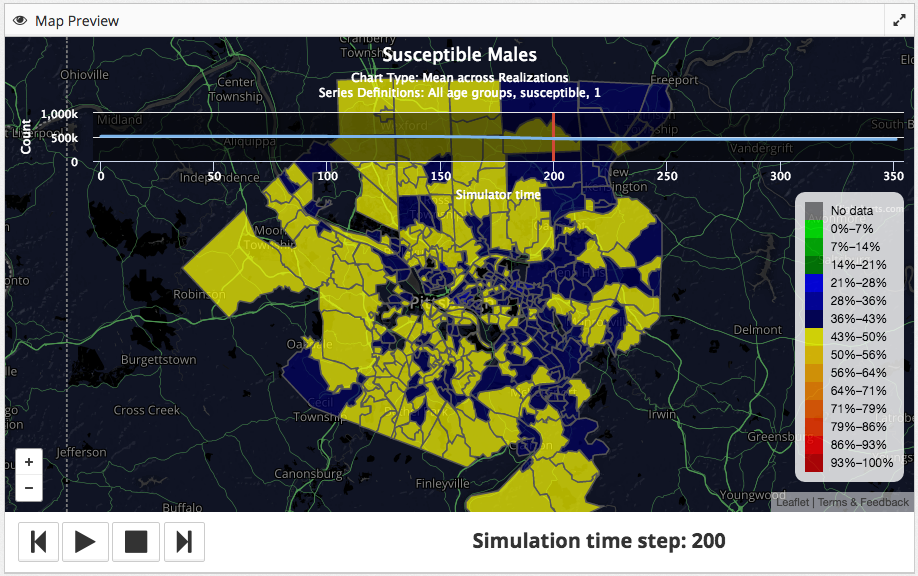 Map Preview
Susceptible Males
Chart Type: Mean across Realizations
Series Definitions: All age groups, susceptible, 1
Count
1,000k
500k
0
0 50 100 150 200 250 300 350
Simulator time
Ohioville
Cranberry
Township
Center
Township
Freeport
Midland
Aliquippa
Vandergrift
Independence
Moon
Township
Robinson
Burgettstown
Delmont
Cross Creek
Cecil
Township
Irwin
Jefferson
Canonsburg
Finleyville
Youngwood
Buffalo
No data
0%–7%
7%–14%
14%–21%
21%–28%
28%–36%
36%–43%
43%–50%
50%–56%
56%–64%
64%–71%
71%–79%
79%–86%
86%–93%
93%–100%
+
−
Leaflet | Terms & Feedback
Simulation time step: 200